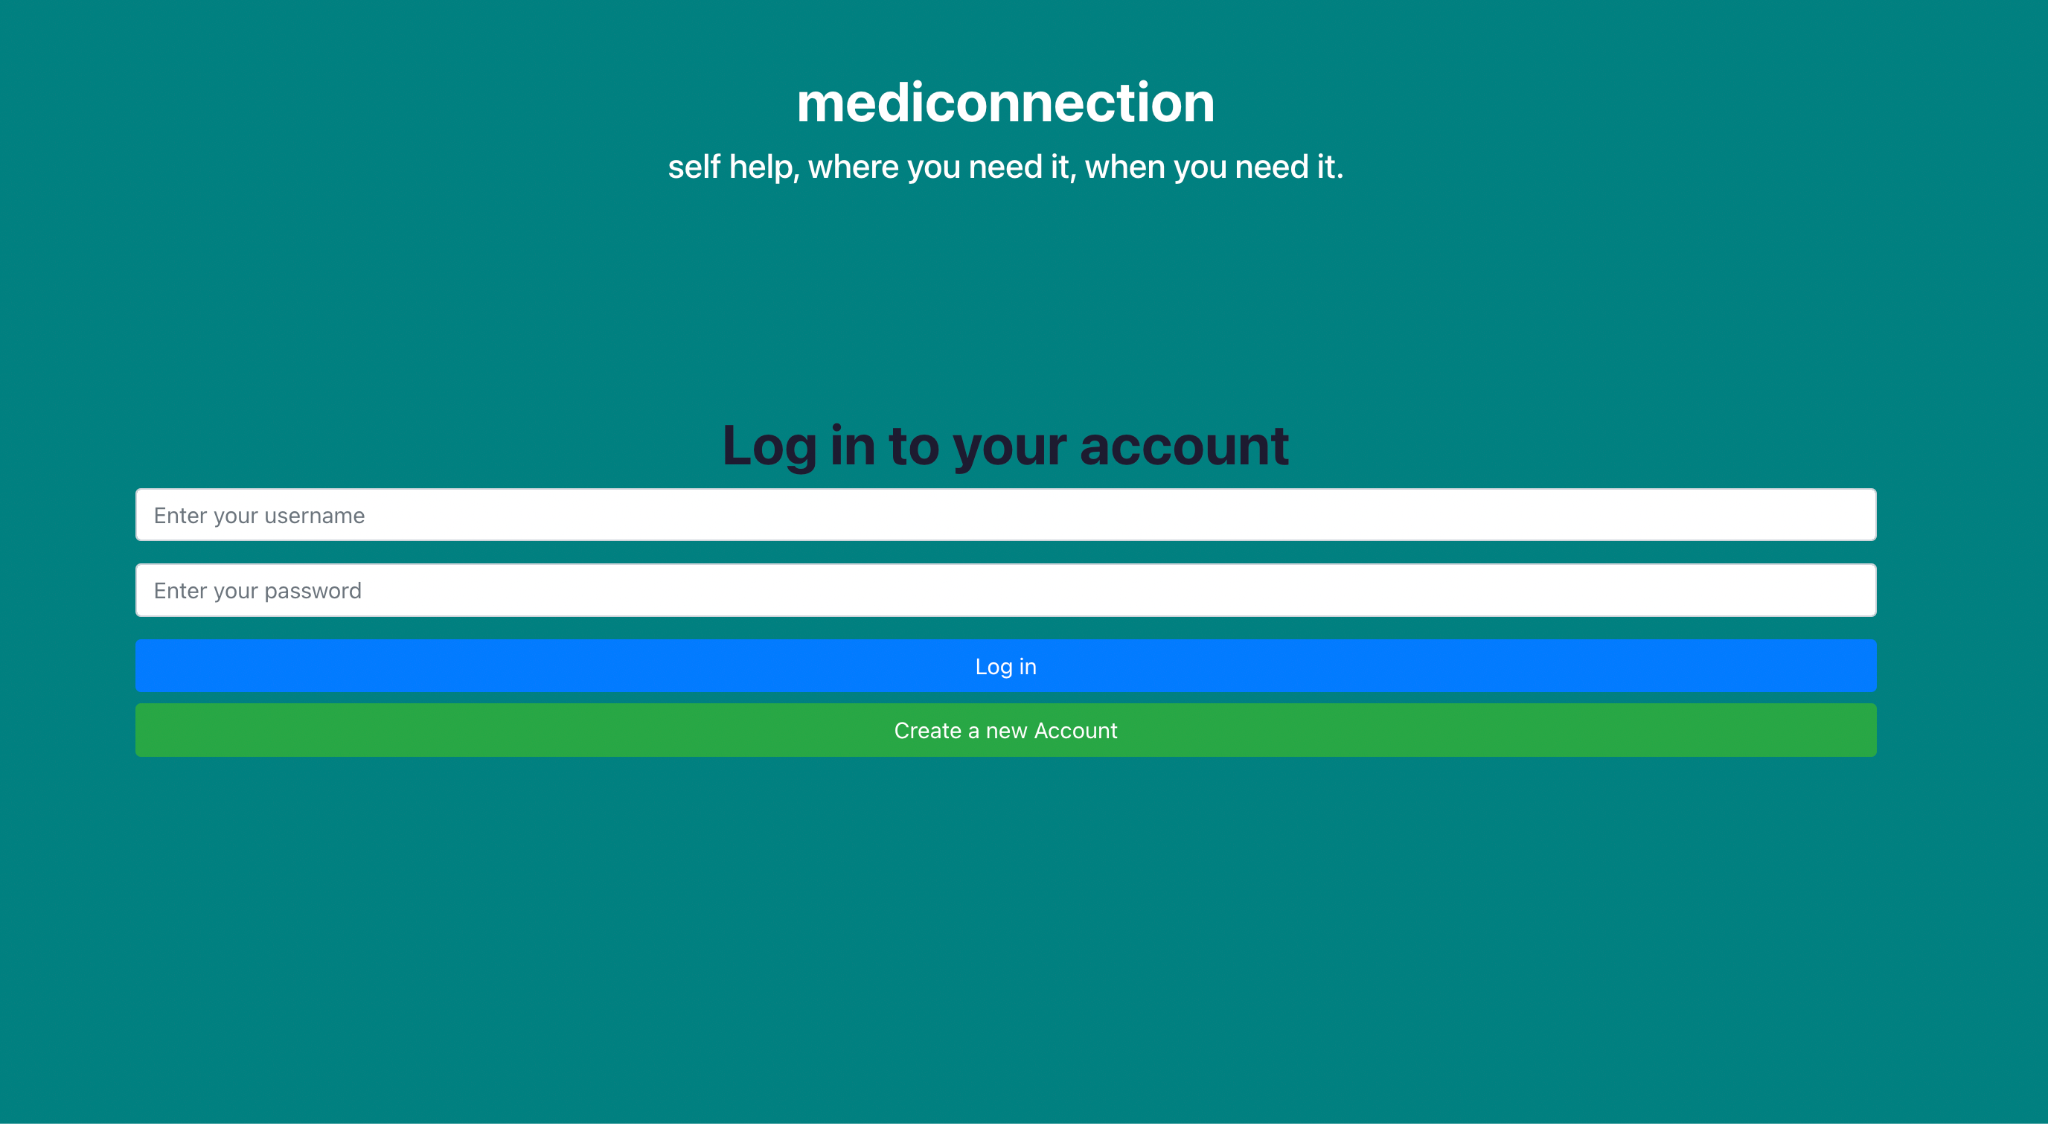 mediconnection
self help, where you need it, when you need it.
Log in to your account
Enter your username
Enter your password
Log in
Create a new Account